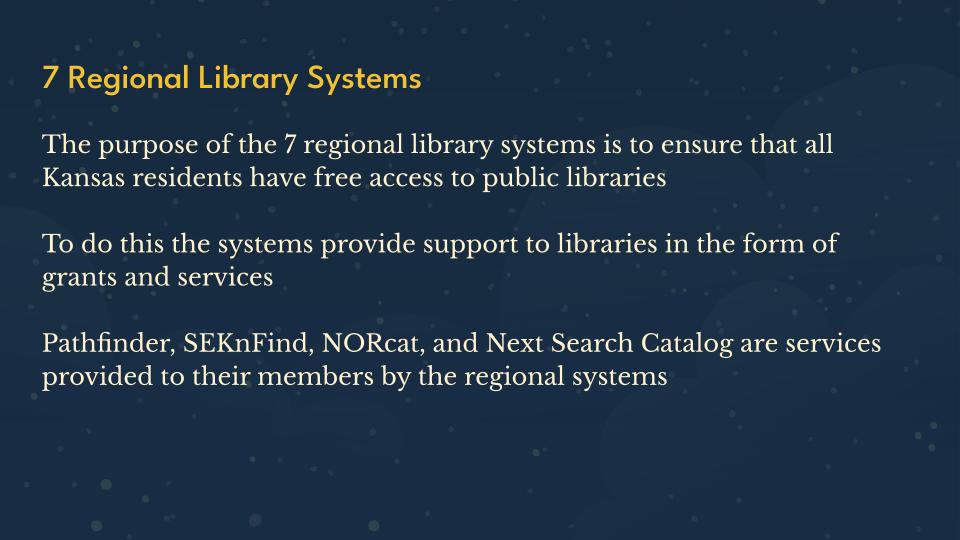 7 Regional Library Systems
The purpose of the 7 regional library systems is to ensure that all
Kansas residents have free access to public libraries
To do this the systems provide support to libraries in the form of
grants and services
Pathfinder, SEKnFind, NORcat, and Next Search Catalog are services
provided to their members by the regional systems